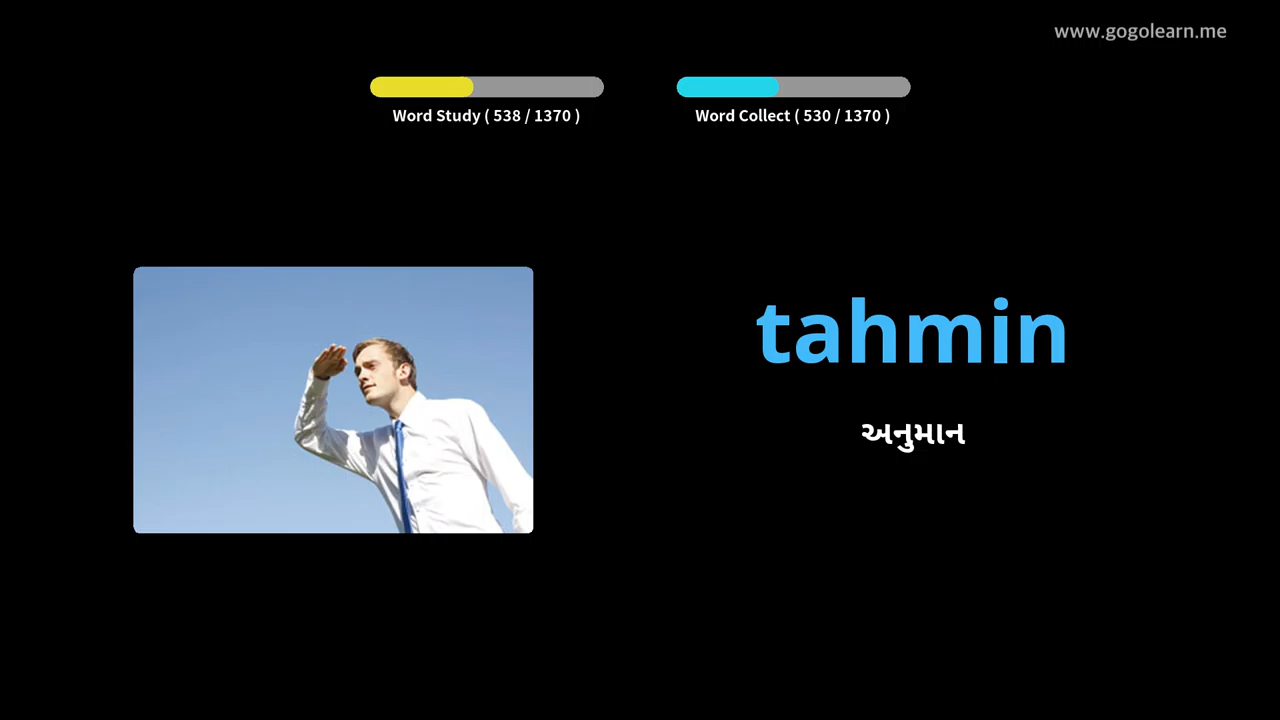 www.gogolearn.me
Word Study ( 538 / 1370 )
Word Collect ( 530 / 1370 )
tahmin
અનુમાન